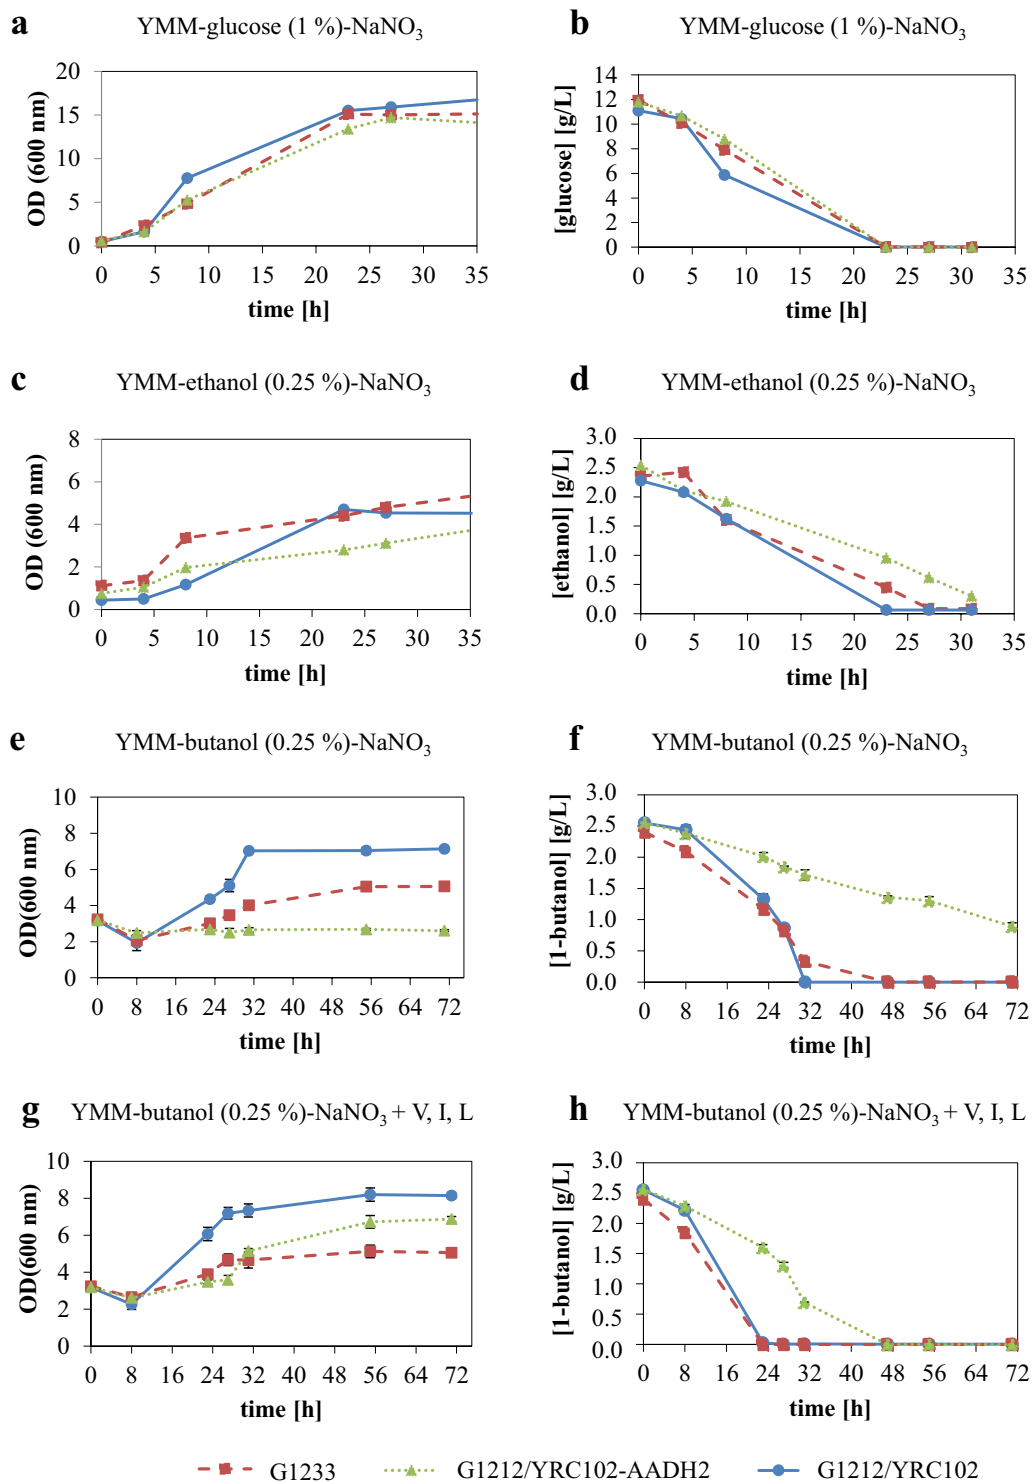 a YMM-glucose (1 %)-NaNO₃
OD (600 nm)
20
15
10
5
0
0 5 10 15 20 25 30 35
time [h]
b YMM-glucose (1 %)-NaNO₃
[glucose] [g/L]
14
12
10
8
6
4
2
0
0 5 10 15 20 25 30 35
time [h]
c YMM-ethanol (0.25 %)-NaNO₃
OD (600 nm)
8
6
4
2
0
0 5 10 15 20 25 30 35
time [h]
d YMM-ethanol (0.25 %)-NaNO₃
[ethanol] [g/L]
3.0
2.5
2.0
1.5
1.0
0.5
0.0
0 5 10 15 20 25 30 35
time [h]
e YMM-butanol (0.25 %)-NaNO₃
OD(600 nm)
10
8
6
4
2
0
0 8 16 24 32 40 48 56 64 72
time [h]
f YMM-butanol (0.25 %)-NaNO₃
[1-butanol] [g/L]
3.0
2.5
2.0
1.5
1.0
0.5
0.0
0 8 16 24 32 40 48 56 64 72
time [h]
g YMM-butanol (0.25 %)-NaNO₃ + V, I, L
OD(600 nm)
10
8
6
4
2
0
0 8 16 24 32 40 48 56 64 72
time [h]
h YMM-butanol (0.25 %)-NaNO₃ + V, I, L
[1-butanol] [g/L]
3.0
2.5
2.0
1.5
1.0
0.5
0.0
0 8 16 24 32 40 48 56 64 72
time [h]
G1233 G1212/YRC102-AADH2 G1212/YRC102